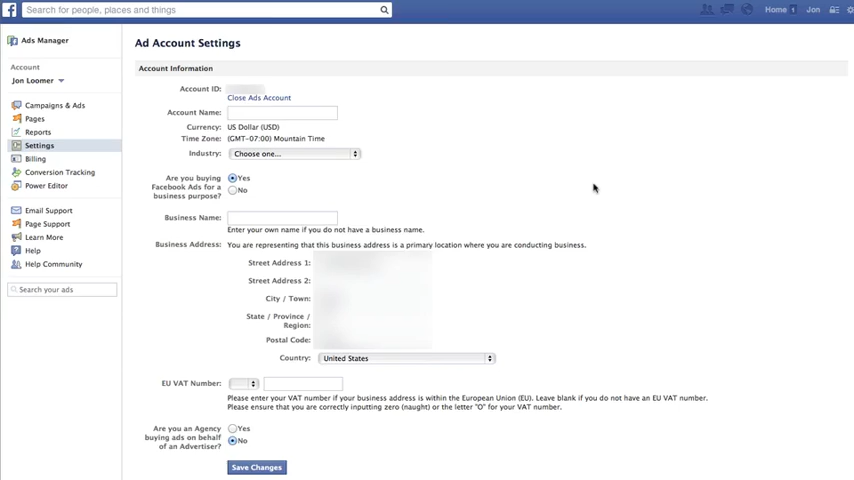 f Search for people, places and things Home 1 Jon
Ads Manager
Ad Account Settings
Account
Jon Loomer
Campaigns & Ads
Pages
Reports
Settings
Billing
Conversion Tracking
Power Editor
Email Support
Page Support
Learn More
Help
Help Community
Search your ads
Account Information
Account ID:
Close Ads Account
Account Name:
Currency: US Dollar (USD)
Time Zone: (GMT-07:00) Mountain Time
Industry: Choose one...
Are you buying Yes
Facebook Ads for a
business purpose? No
Business Name:
Enter your own name if you do not have a business name.
Business Address: You are representing that this business address is a primary location where you are conducting business.
Street Address 1:
Street Address 2:
City / Town:
State / Province /
Region:
Postal Code:
Country: United States
EU VAT Number:
Please enter your VAT number if your business is within the European Union (EU). Leave blank if you do not have an EU VAT number.
Please ensure that you are correctly inputing zero (naught) or the letter "O" for your VAT number.
Are you an Agency Yes
buying ads on behalf
of an Advertiser? No
Save Changes